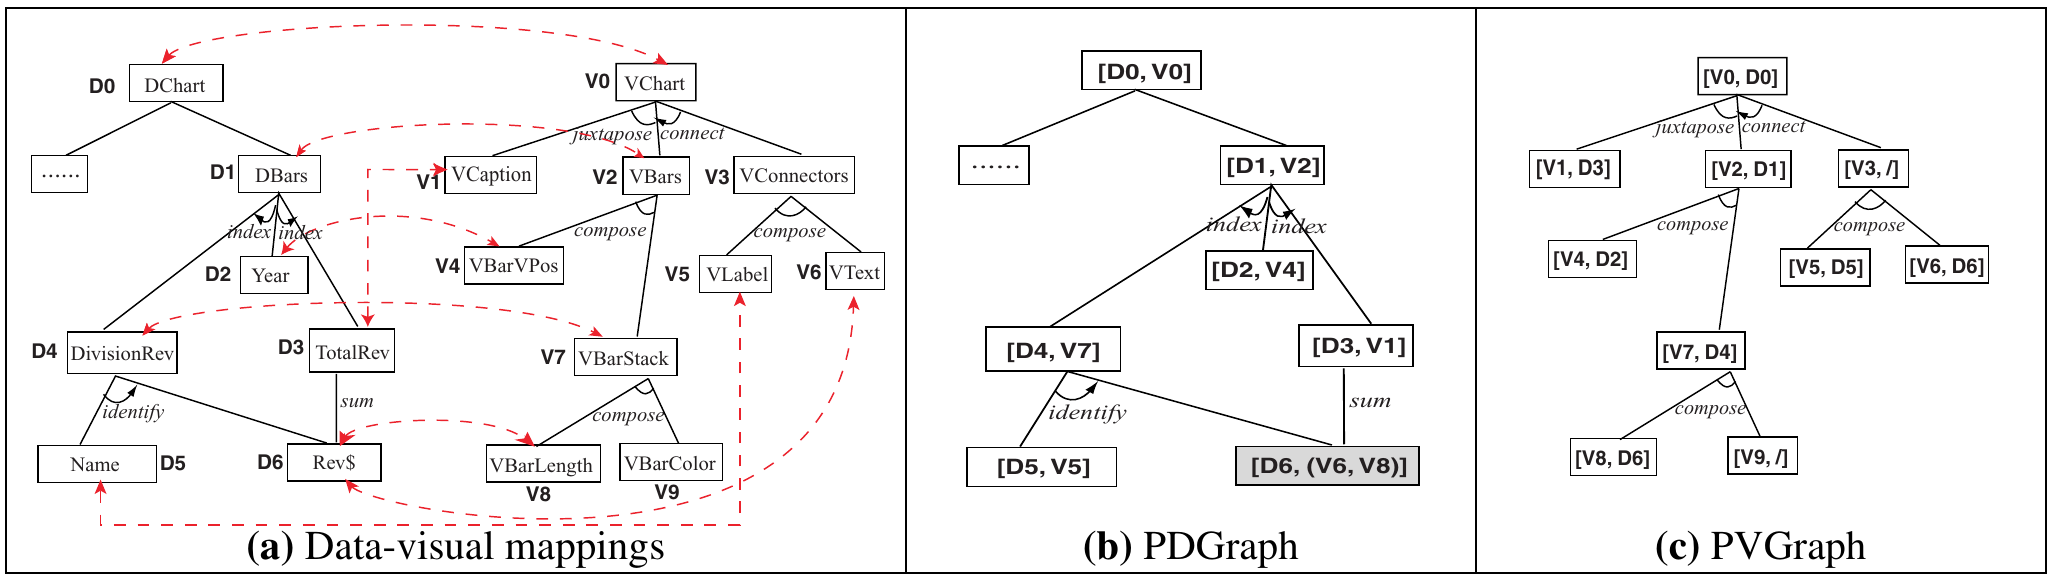 D0 DChart
V0 VChart
juxtapose connect
......
D1 DBars
V1 VCaption
V2 VBars
V3 VConnectors
index index
compose
compose
D2 Year
V4 VBarVPos
V5 VLabel
V6 VText
D4 DivisionRev
D3 TotalRev
V7 VBarStack
identify
sum
compose
Name D5
D6 Rev$
VBarLength
V8
VBarColor
V9
(a) Data-visual mappings
[D0, V0]
......
[D1, V2]
index index
[D2, V4]
[D4, V7]
[D3, V1]
identify
sum
[D5, V5]
[D6, (V6, V8)]
(b) PDGraph
[V0, D0]
juxtapose connect
[V1, D3]
[V2, D1]
[V3, /]
compose
compose
[V4, D2]
[V5, D5]
[V6, D6]
[V7, D4]
compose
[V8, D6]
[V9, /]
(c) PVGraph